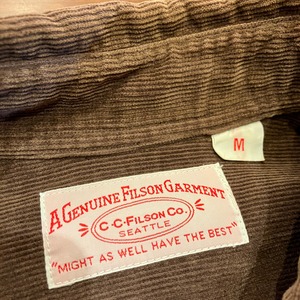 M
A GENUINE FILSON GARMENT
C·C·FILSON CO.
SEATTLE
"MIGHT AS WELL HAVE THE BEST"